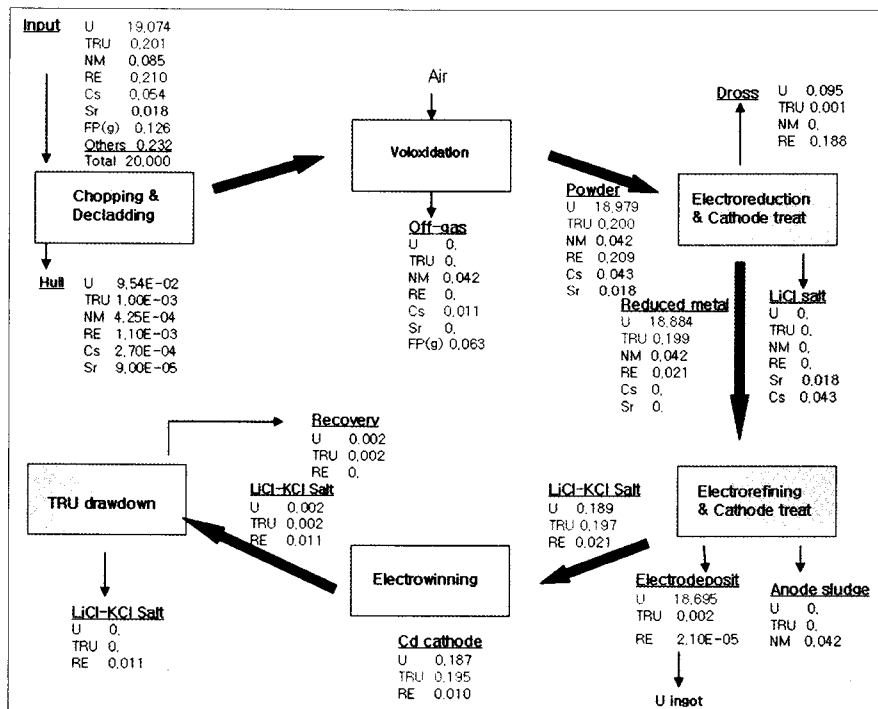 Input
U 19,074
TRU 0,201
NM 0,085
RE 0,210
Cs 0,054
Sr 0,018
FP(g) 0,126
Others 0,232
Total 20,000
Chopping &
Decladding
Hull
U 9,54E-02
TRU 1,00E-03
NM 4,25E-04
RE 1,10E-03
Cs 2,70E-04
Sr 9,00E-05
Air
Voloxidation
Off-gas
U 0,
TRU 0,
NM 0,042
RE 0,
Cs 0,011
Sr 0,
FP(g) 0,063
Powder
U 18,979
TRU 0,200
NM 0,042
RE 0,209
Cs 0,043
Sr 0,018
Dross
U 0,095
TRU 0,001
NM 0,
RE 0,188
Electroreduction
& Cathode treat
LiCl salt
U 0,
TRU 0,
NM 0,
RE 0,
Sr 0,018
Cs 0,043
Reduced metal
U 18,884
TRU 0,199
NM 0,042
RE 0,021
Cs 0,
Sr 0,
Electrorefining
& Cathode treat
Electrodeposit
U 18,695
TRU 0,002
RE 2,10E-05
U ingot
Anode sludge
U 0,
TRU 0,
NM 0,042
LiCl-KCl Salt
U 0,189
TRU 0,197
RE 0,021
Electrowinning
Cd cathode
U 0,187
TRU 0,195
RE 0,010
LiCl-KCl Salt
U 0,002
TRU 0,002
RE 0,011
TRU drawdown
Recovery
U 0,002
TRU 0,002
RE 0,
LiCl-KCl Salt
U 0,
TRU 0,
RE 0,011